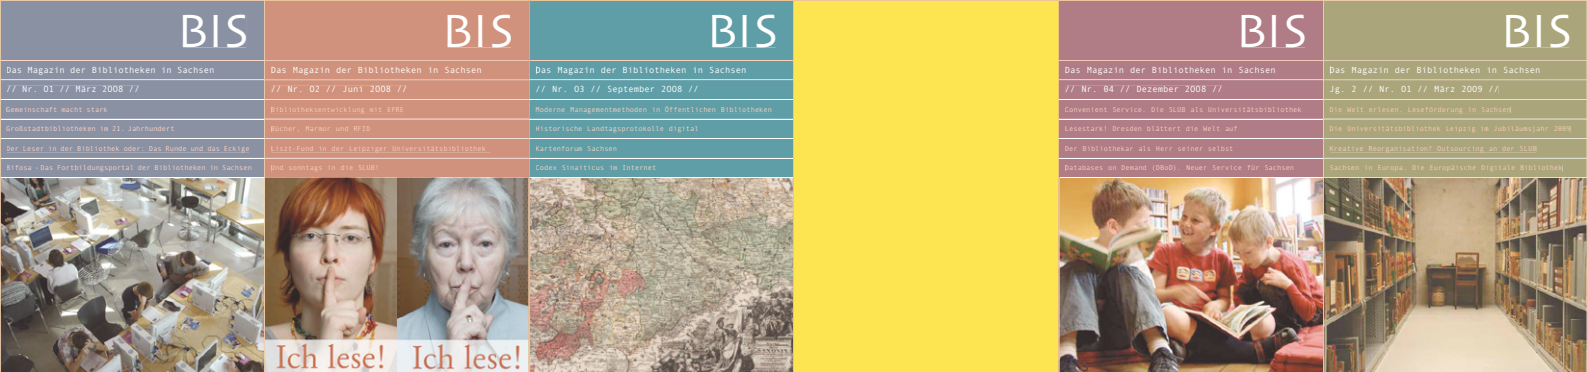 BIS
Das Magazin der Bibliotheken in Sachsen
// Nr. 01 // März 2008 //
Gemeinschaft macht stark
Großstadtbibliotheken im 21. Jahrhundert
Der Leser in der Bibliothek oder: Das Runde und das Eckige
Bifosa - Das Fortbildungsportal der Bibliotheken in Sachsen
BIS
Das Magazin der Bibliotheken in Sachsen
// Nr. 02 // Juni 2008 //
Bibliotheksentwicklung mit EFRE
Bücher, Marmor und RFID
Liszt-Fund in der Leipziger Universitätsbibliothek
Und sonntags in die SLUB!
Ich lese! Ich lese!
BIS
Das Magazin der Bibliotheken in Sachsen
// Nr. 03 // September 2008 //
Moderne Managementmethoden in Öffentlichen Bibliotheken
Historische Landtagsprotokolle digital
Kartenforum Sachsen
Codex Sinaiticus im Internet
BIS
Das Magazin der Bibliotheken in Sachsen
// Nr. 04 // Dezember 2008 //
Convenient Service. Die SLUB als Universitätsbibliothek
Lesestark! Dresden blättert die Welt auf
Der Bibliothekar als Herr seiner selbst
Databases on Demand (DBoD). Neuer Service für Sachsen
BIS
Das Magazin der Bibliotheken in Sachsen
Jg. 2 // Nr. 01 // März 2009 //
Die Welt erlesen. Leseförderung in Sachsen
Die Universitätsbibliothek Leipzig im Jubiläumsjahr 2009
Kreative Reorganisation? Outsourcing an der SLUB
Sachsen in Europa. Die Europäische Digitale Bibliothek